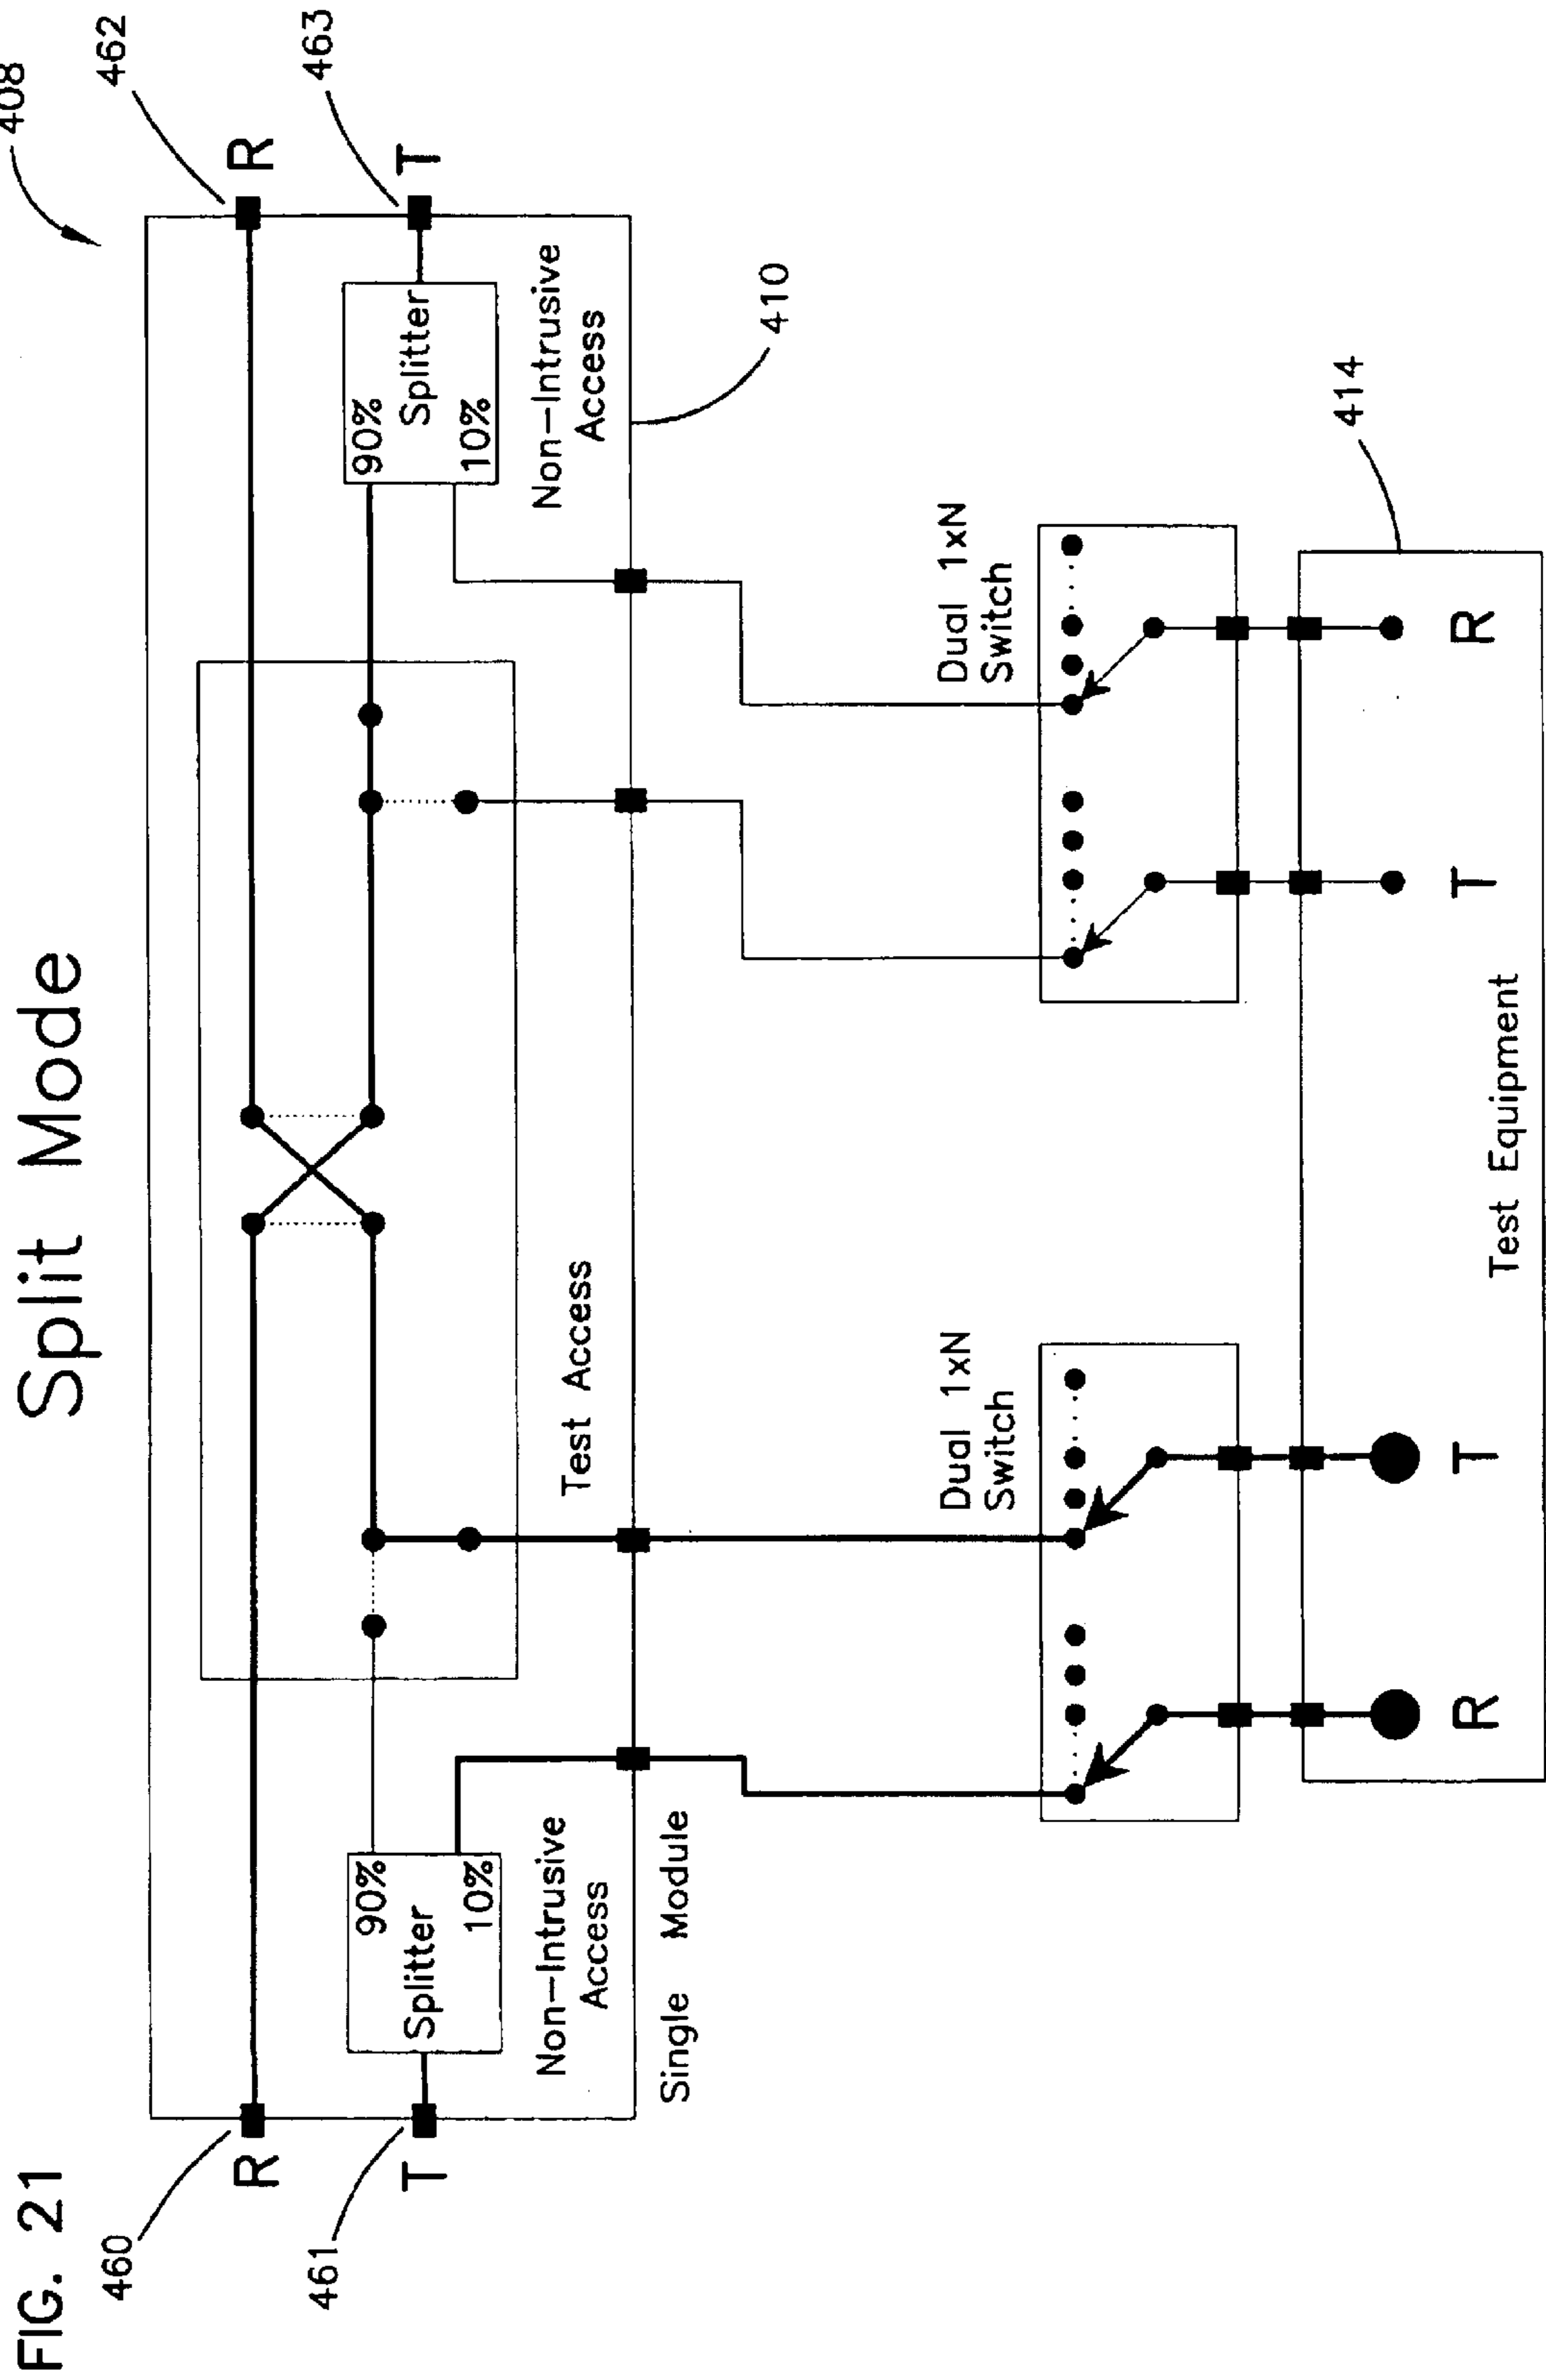 FIG. 21
Split Mode
408
460
R
461
T
462
R
463
T
Splitter
90%
10%
Non-Intrusive
Access
90%
Splitter
10%
Non-Intrusive
Access
Test Access
410
Single Module
Dual 1xN
Switch
Dual 1xN
Switch
414
R
T
T
R
Test Equipment